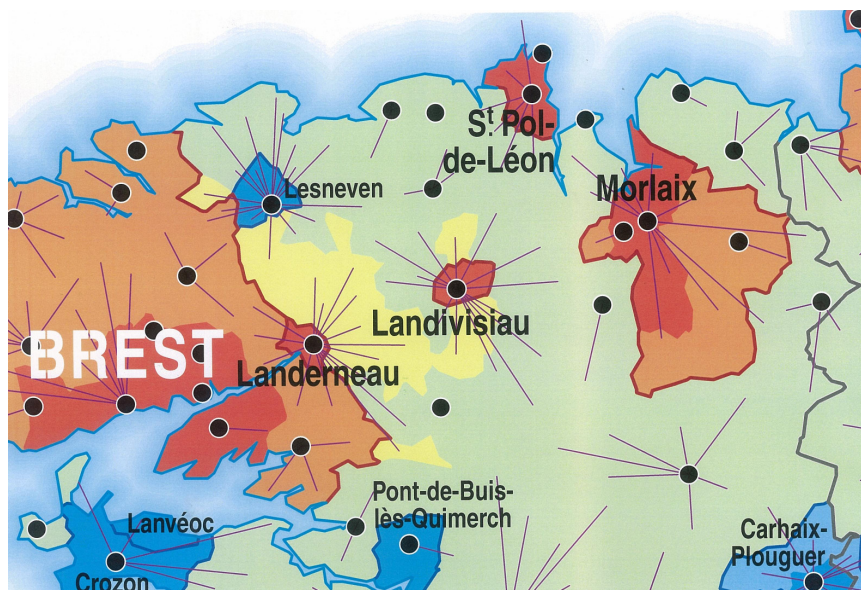 St Pol-
de-Léon
Lesneven
Morlaix
Landivisiau
BREST
Landerneau
Pont-de-Buis-
lès-Quimerch
Lanvéoc
Carhaix-
Plouguer
Crozon